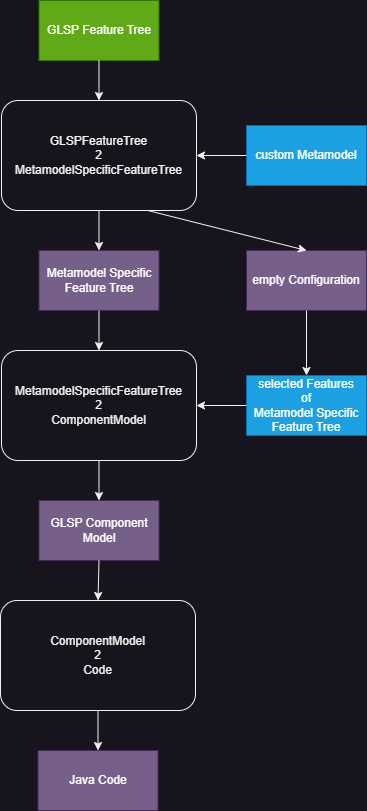 GLSP Feature Tree
GLSPFeatureTree
2
MetamodelSpecificFeatureTree
custom Metamodel
Metamodel Specific
Feature Tree
empty Configuration
MetamodelSpecificFeatureTree
2
ComponentModel
selected Features
of
Metamodel Specific
Feature Tree
GLSP Component
Model
ComponentModel
2
Code
Java Code